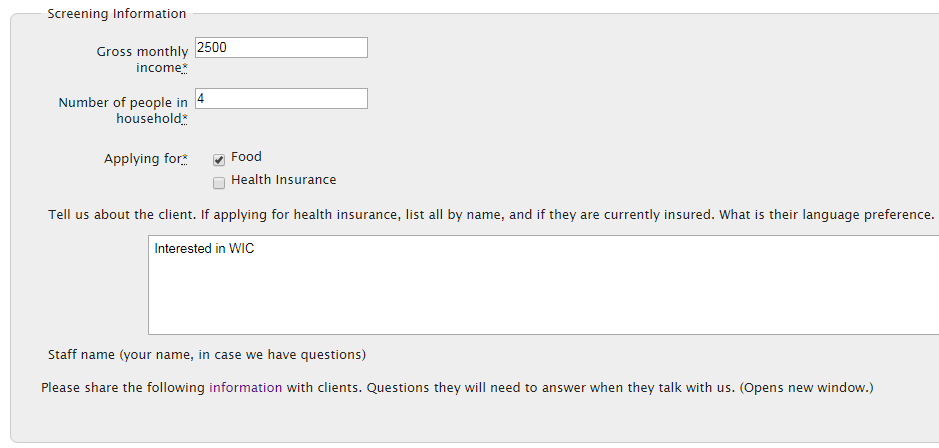 Screening Information
Gross monthly
income*
2500
Number of people in
household*
4
Applying for*
Food
Health Insurance
Tell us about the client. If applying for health insurance, list all by name, and if they are currently insured. What is their language preference.
Interested in WIC
Staff name (your name, in case we have questions)
Please share the following information with clients. Questions they will need to answer when they talk with us. (Opens new window.)